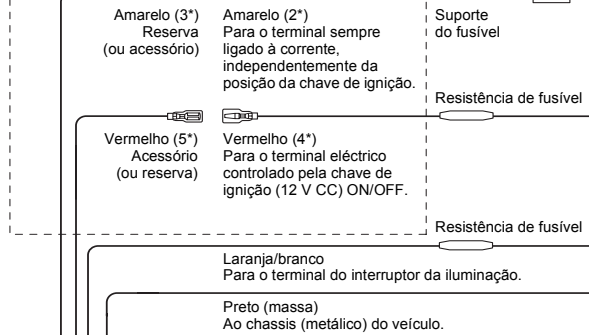 Amarelo (3*)
Reserva
(ou acessório)
Amarelo (2*)
Para o terminal sempre
ligado à corrente,
independentemente da
posição da chave de ignição.
Suporte
do fusível
Resistência de fusível
Vermelho (5*)
Acessório
(ou reserva)
Vermelho (4*)
Para o terminal eléctrico
controlado pela chave de
ignição (12 V CC) ON/OFF.
Resistência de fusível
Laranja/branco
Para o terminal do interruptor da iluminação.
Preto (massa)
Ao chassis (metálico) do veículo.